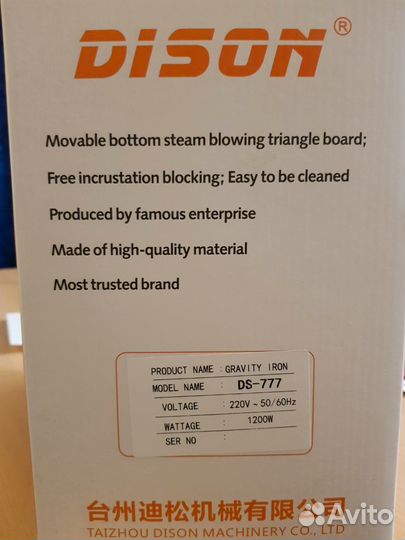 DISON®
Movable bottom steam blowing triangle board;
Free incrustation blocking; Easy to be cleaned
Produced by famous enterprise
Made of high-quality material
Most trusted brand
PRODUCT NAME : GRAVITY IRON
MODEL NAME : DS-777
VOLTAGE : 220V ~ 50/60Hz
WATTAGE : 1200W
SER NO :
台州迪松机械有限公司
TAIZHOU DISON MACHINERY CO., LTD.
Avito